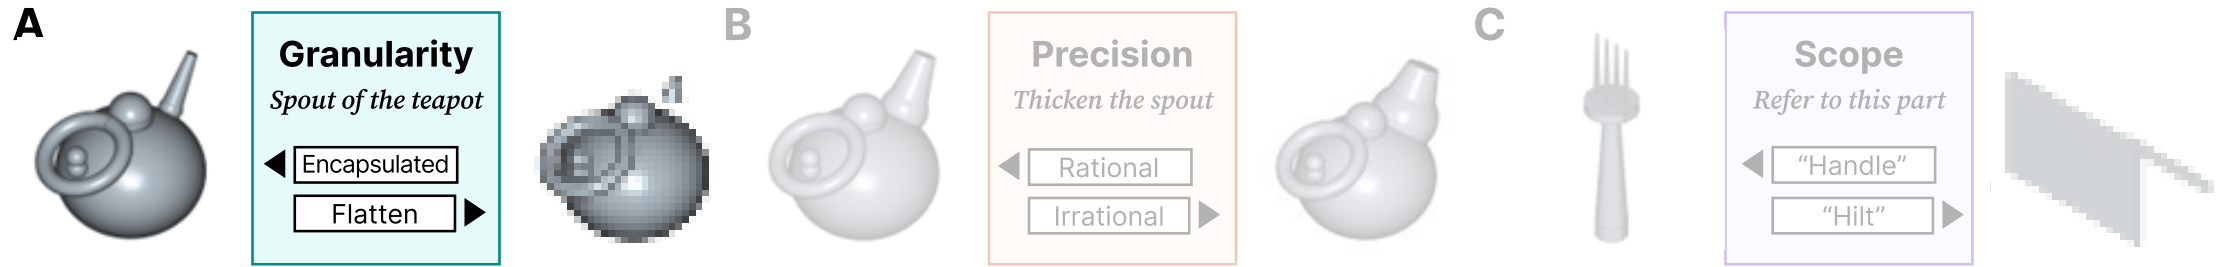 A
Granularity
Spout of the teapot
Encapsulated
Flatten
B
Precision
Thicken the spout
Rational
Irrational
C
Scope
Refer to this part
“Handle”
“Hilt”